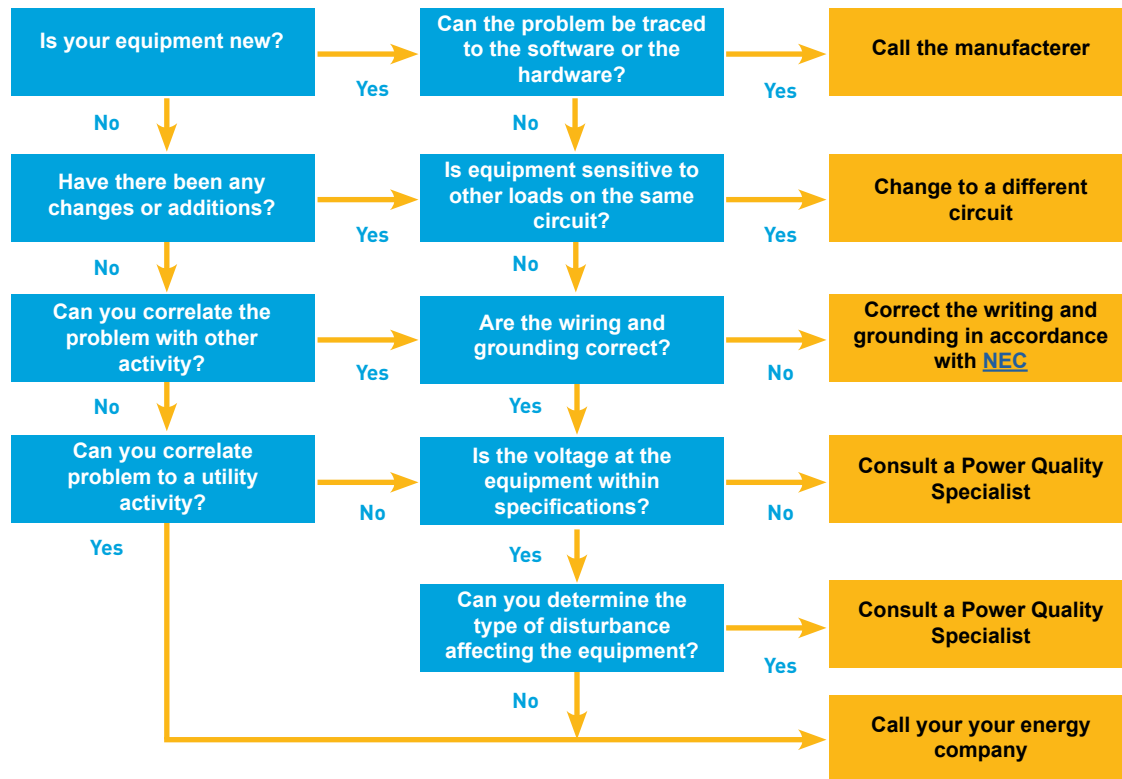 Is your equipment new?
Yes
No
Can the problem be traced
to the software or the
hardware?
Yes
No
Call the manufacterer
Have there been any
changes or additions?
Yes
No
Is equipment sensitive to
other loads on the same
circuit?
Yes
No
Change to a different
circuit
Can you correlate the
problem with other
activity?
Yes
No
Are the wiring and
grounding correct?
No
Yes
Correct the writing and
grounding in accordance
with NEC
Can you correlate
problem to a utility
activity?
No
Yes
Is the voltage at the
equipment within
specifications?
No
Yes
Consult a Power Quality
Specialist
Can you determine the
type of disturbance
affecting the equipment?
Yes
No
Consult a Power Quality
Specialist
Call your your energy
company